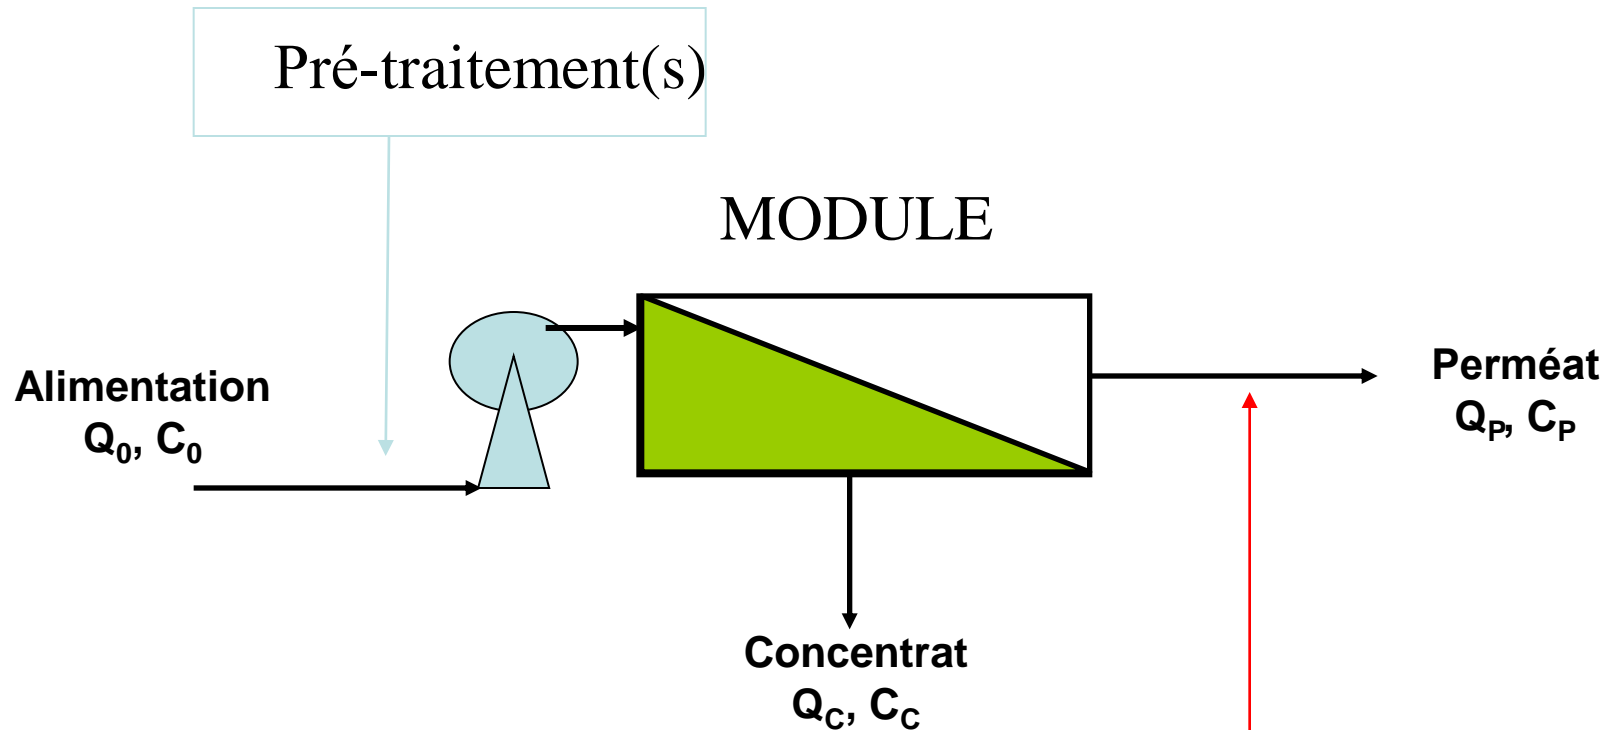 Pré-traitement(s)
MODULE
Alimentation
Q0, C0
Perméat
QP, CP
Concentrat
QC, CC